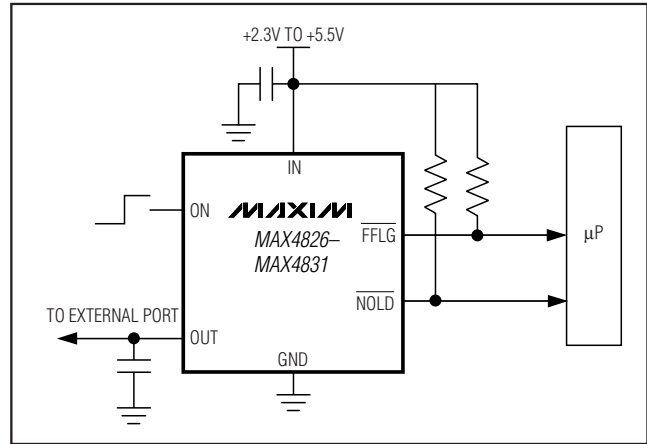 +2.3V TO +5.5V
IN
ON
MAXIM
MAX4826–
MAX4831
FFLG
µP
NOLD
TO EXTERNAL PORT
OUT
GND